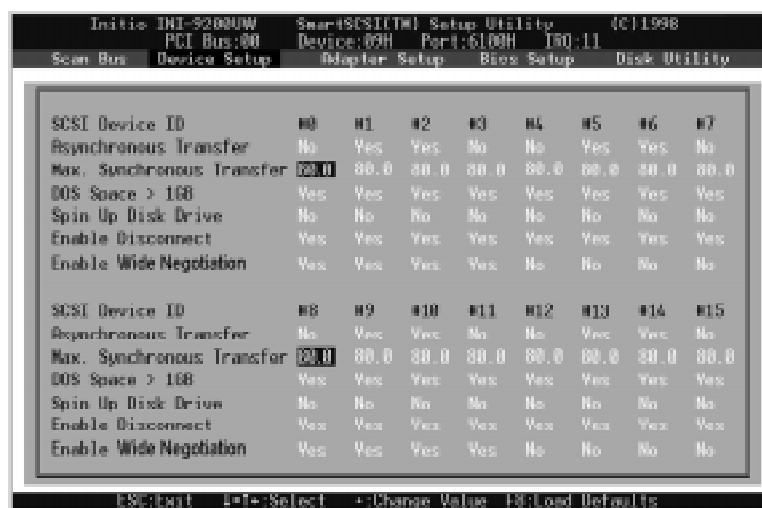 Initio INI-9200UW SmartSCSI(TM) Setup Utility (C)1998
PCI Bus:00 Device:09H Port:6100H IRQ:11
Scan Bus Device Setup Adapter Setup Bios Setup Disk Utility
SCSI Device ID #0 #1 #2 #3 #4 #5 #6 #7
Asynchronous Transfer No Yes Yes No No Yes Yes No
Max. Synchronous Transfer 80.0 80.0 80.0 80.0 80.0 80.0 80.0 80.0
DOS Space > 1GB Yes Yes Yes Yes Yes Yes Yes Yes
Spin Up Disk Drive No No No No No No No No
Enable Disconnect Yes Yes Yes Yes Yes Yes Yes Yes
Enable Wide Negotiation Yes Yes Yes Yes No No No No
SCSI Device ID #8 #9 #10 #11 #12 #13 #14 #15
Asynchronous Transfer No Yes Yes No No Yes Yes No
Max. Synchronous Transfer 80.0 80.0 80.0 80.0 80.0 80.0 80.0 80.0
DOS Space > 1GB Yes Yes Yes Yes Yes Yes Yes Yes
Spin Up Disk Drive No No No No No No No No
Enable Disconnect Yes Yes Yes Yes Yes Yes Yes Yes
Enable Wide Negotiation Yes Yes Yes Yes No No No No
ESC:Exit :Select :Change Value F8:Load Defaults